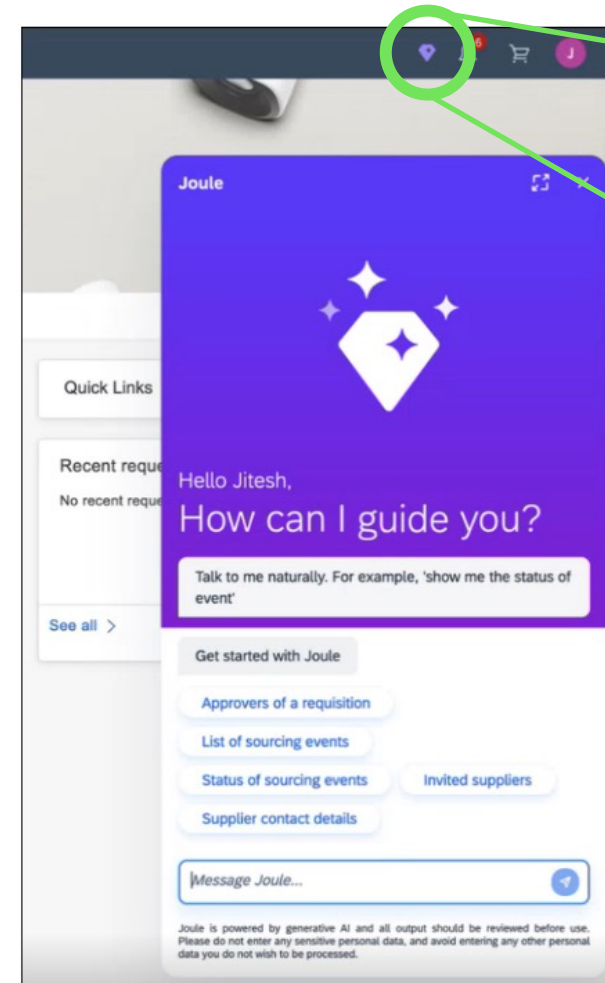 6
J
Joule
Quick Links
Recent reque
No recent reque
See all >
Hello Jitesh,
How can I guide you?
Talk to me naturally. For example, 'show me the status of
event'
Get started with Joule
Approvers of a requisition
List of sourcing events
Status of sourcing events
Invited suppliers
Supplier contact details
Message Joule...
Joule is powered by generative AI and all output should be reviewed before use.
Please do not enter any sensitive personal data, and avoid entering any other personal
data you do not wish to be processed.